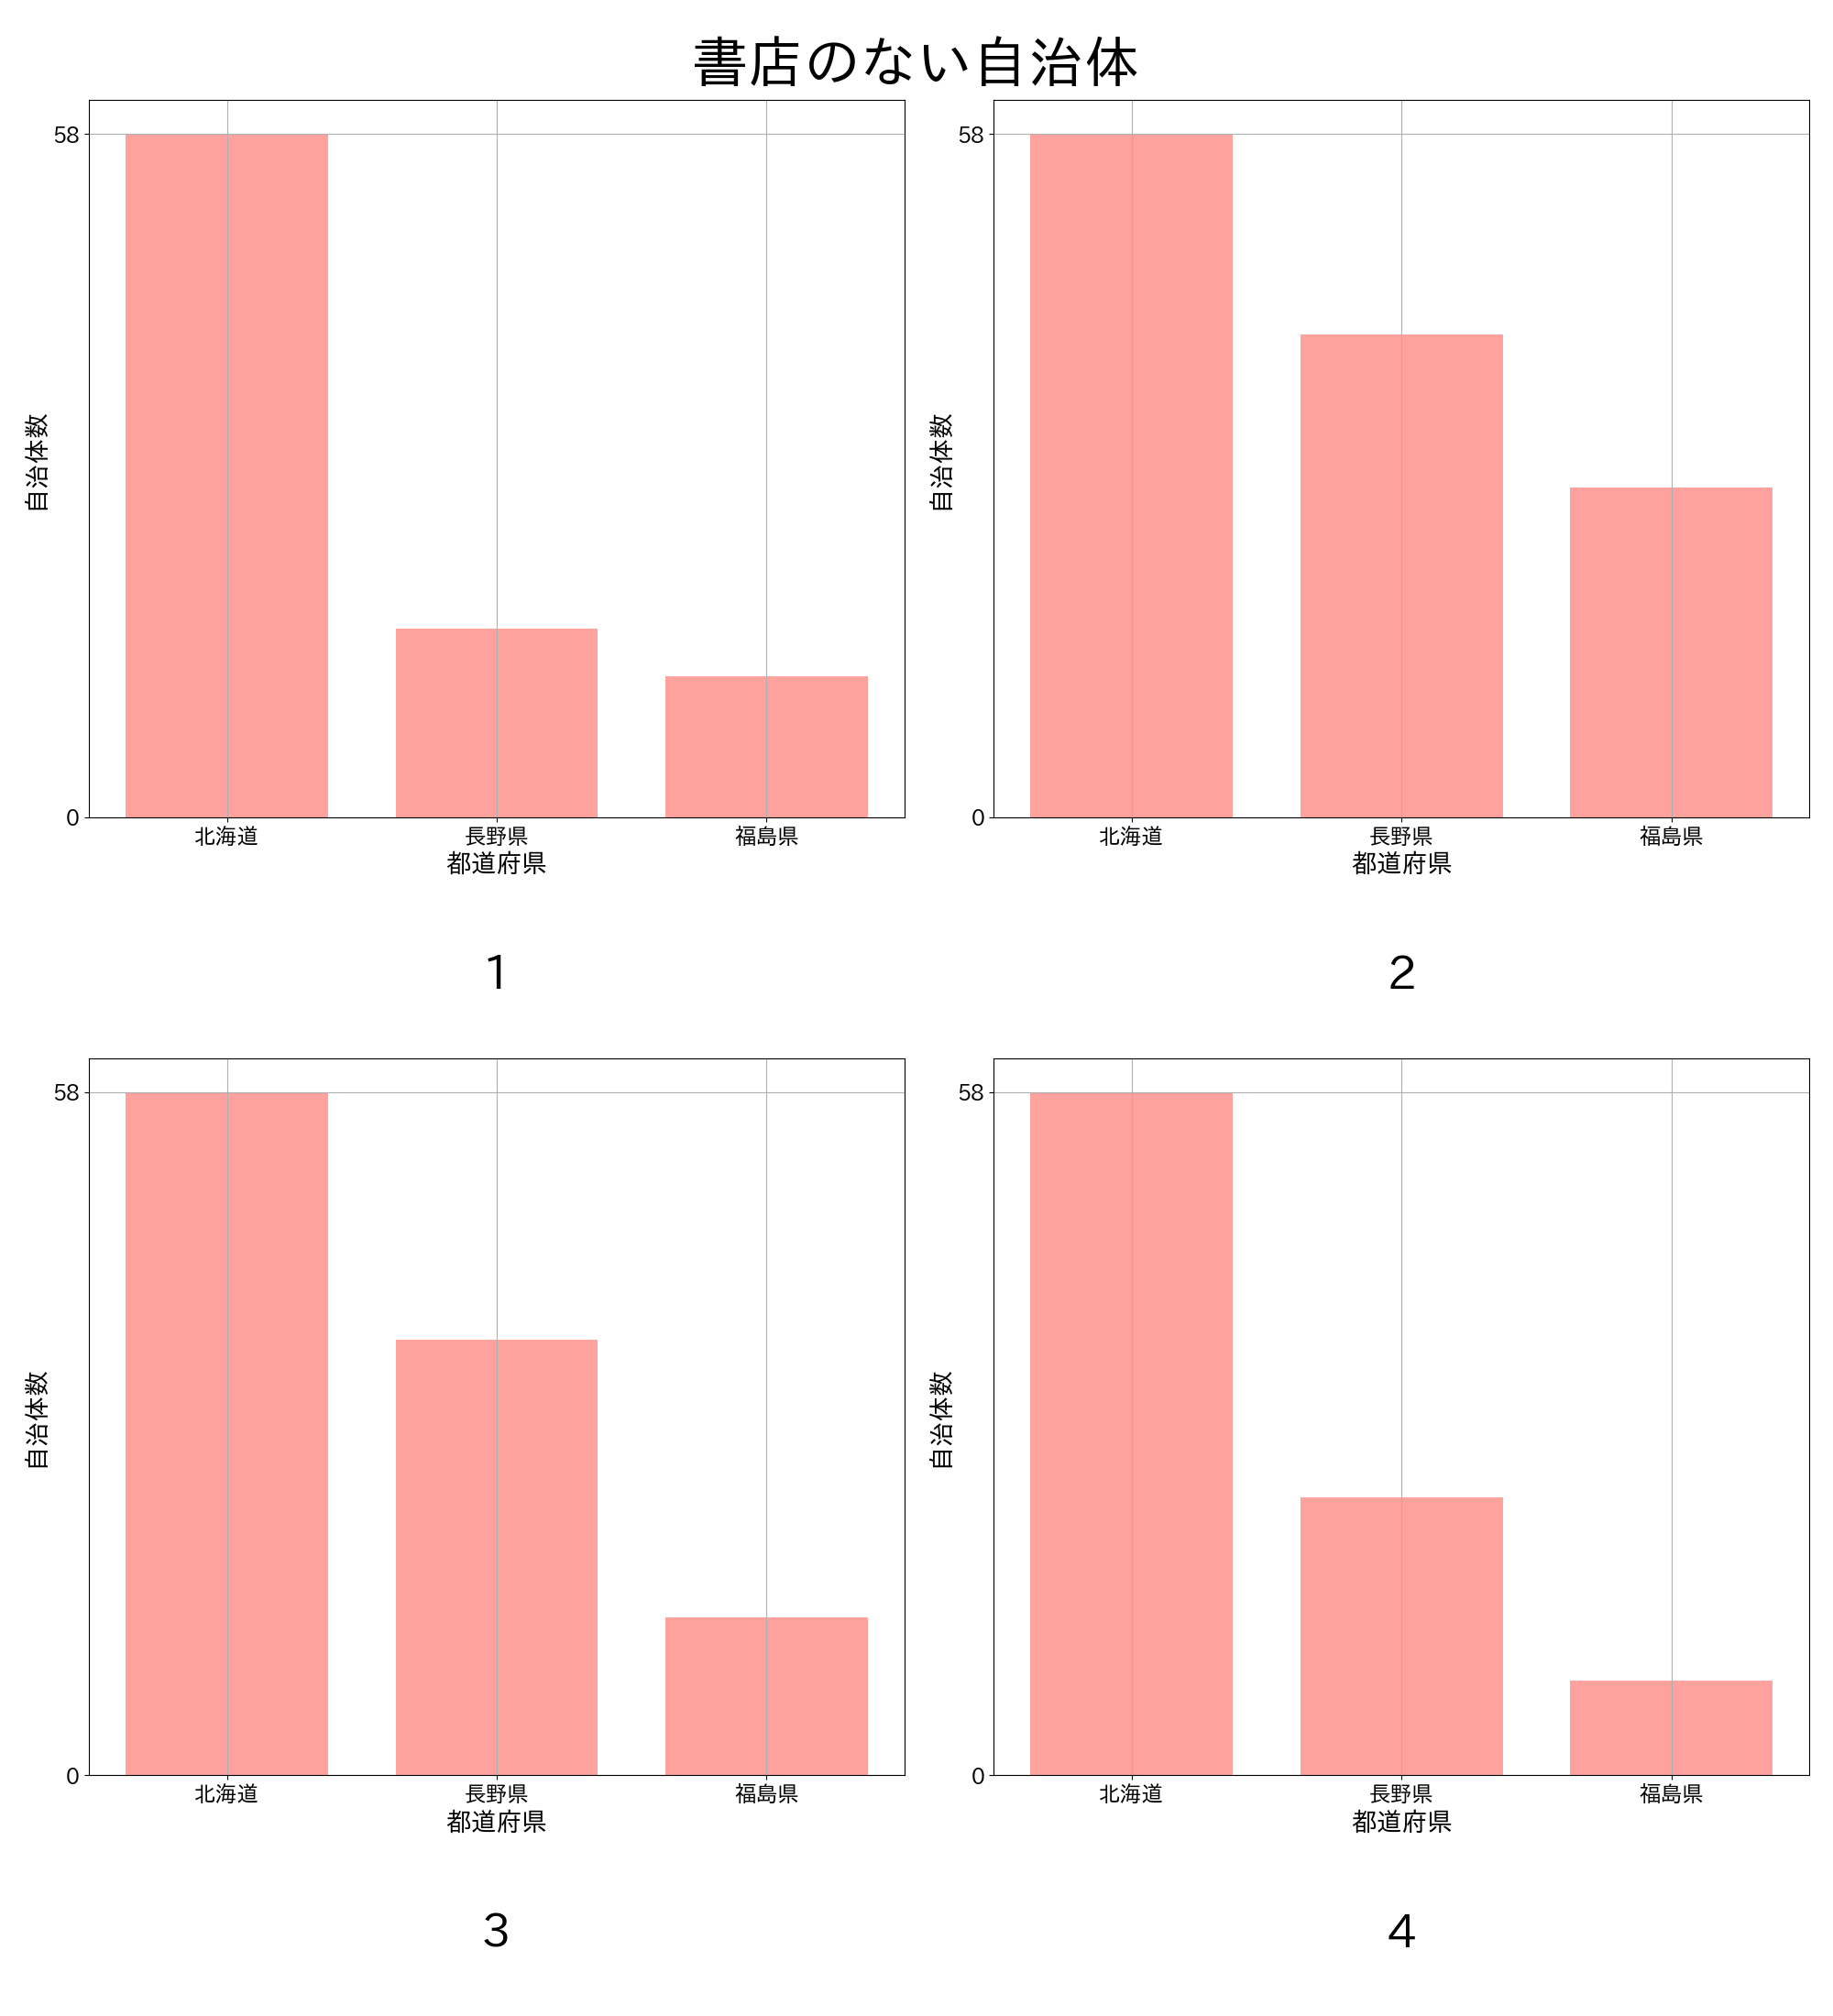 書店のない自治体
58
0
自治体数
北海道
長野県
福島県
都道府県
1
58
0
自治体数
北海道
長野県
福島県
都道府県
2
58
0
自治体数
北海道
長野県
福島県
都道府県
3
58
0
自治体数
北海道
長野県
福島県
都道府県
4